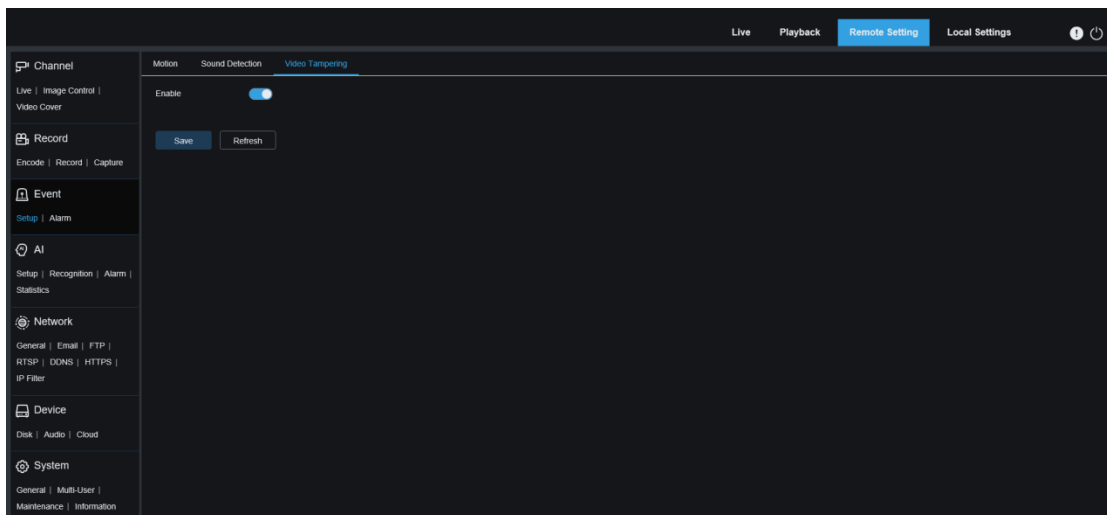 Live Playback Remote Setting Local Settings
Channel
Live | Image Control |
Video Cover
Record
Encode | Record | Capture
Event
Setup | Alarm
AI
Setup | Recognition | Alarm |
Statistics
Network
General | Email | FTP |
RTSP | DDNS | HTTPS |
IP Filter
Device
Disk | Audio | Cloud
System
General | Multi-User |
Maintenance | Information
Motion Sound Detection Video Tampering
Enable
Save Refresh